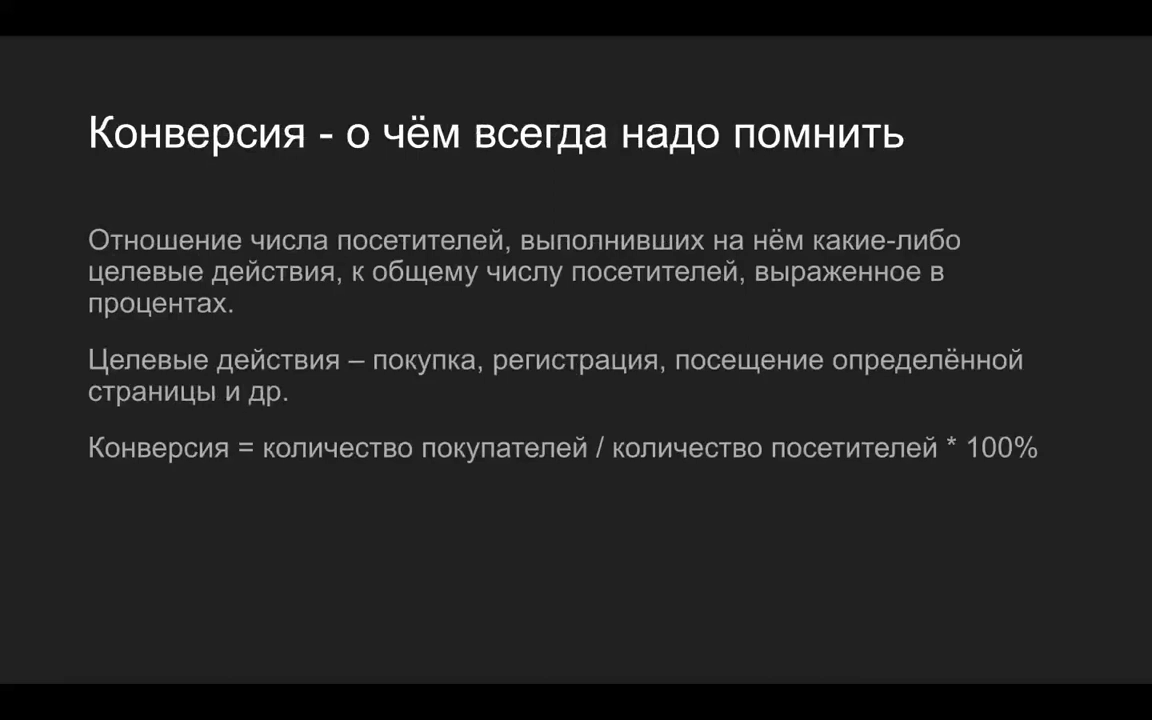 Конверсия - о чём всегда надо помнить
Отношение числа посетителей, выполнивших на нём какие-либо
целевые действия, к общему числу посетителей, выраженное в
процентах.
Целевые действия – покупка, регистрация, посещение определённой
страницы и др.
Конверсия = количество покупателей / количество посетителей * 100%